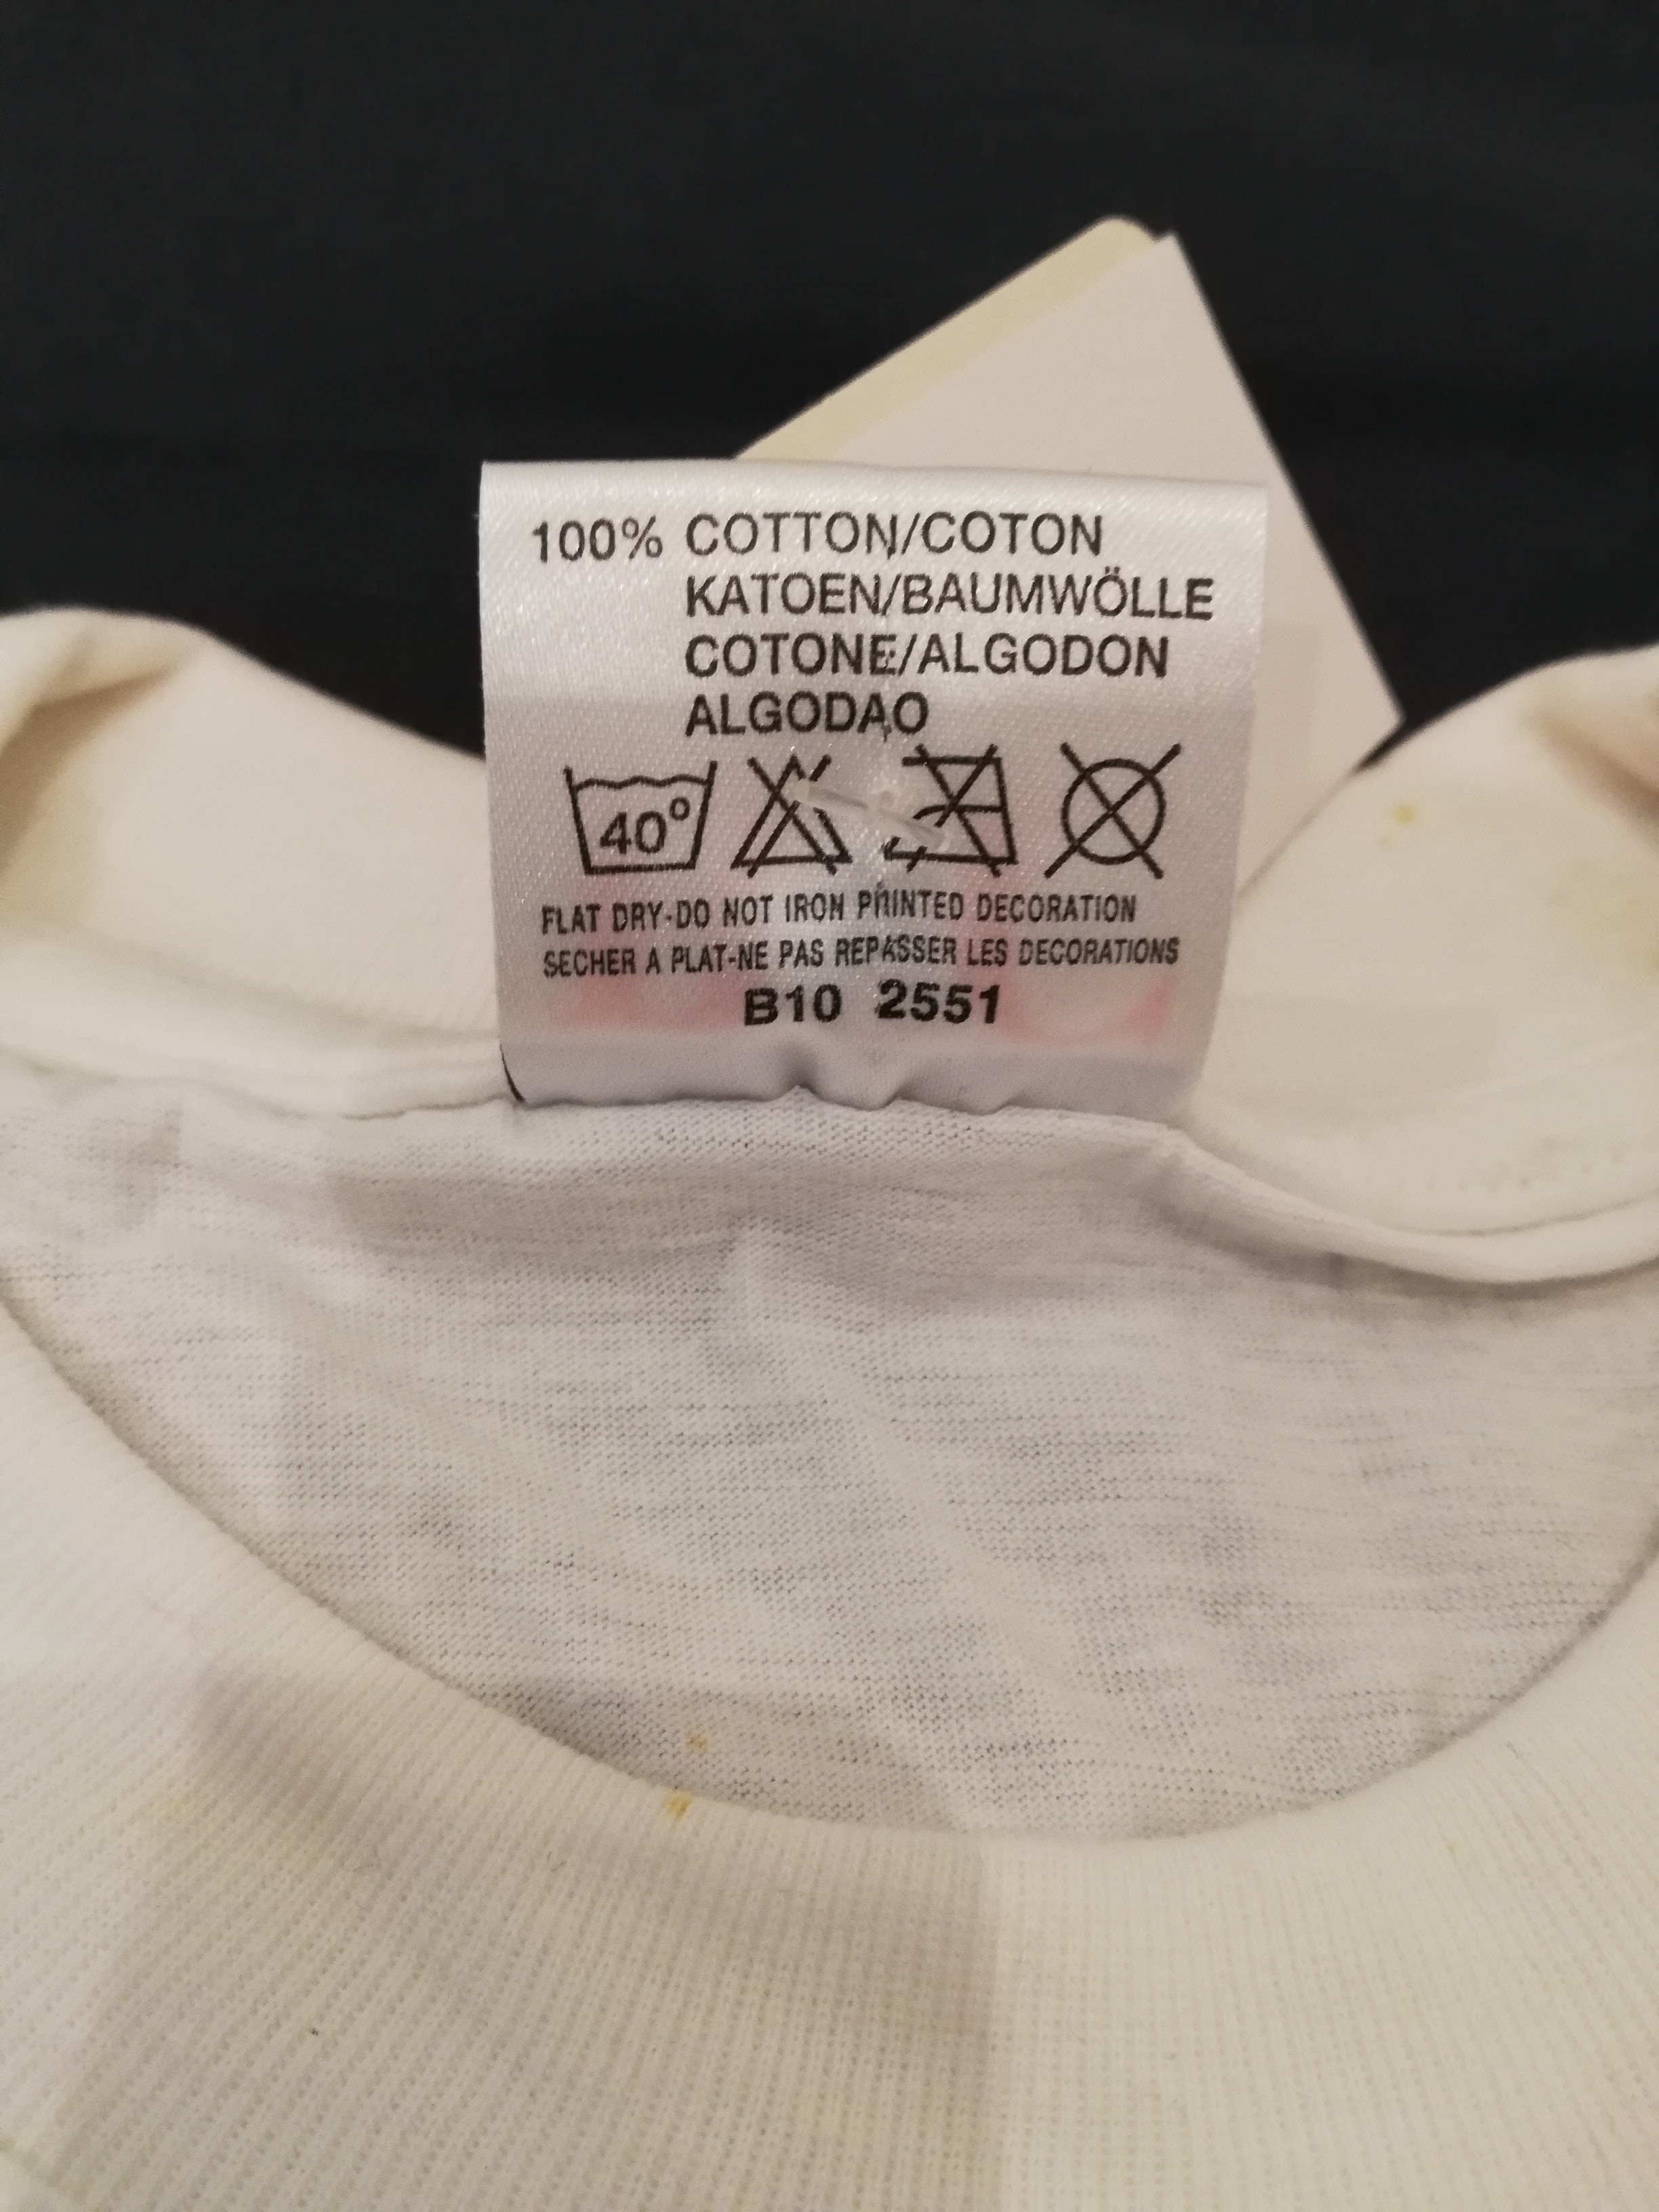 100% COTTON/COTON
KATOEN/BAUMWÖLLE
COTONE/ALGODON
ALGODAO
40°
FLAT DRY-DO NOT IRON PRINTED DECORATION
SECHER A PLAT-NE PAS REPASSER LES DECORATIONS
B10 2551